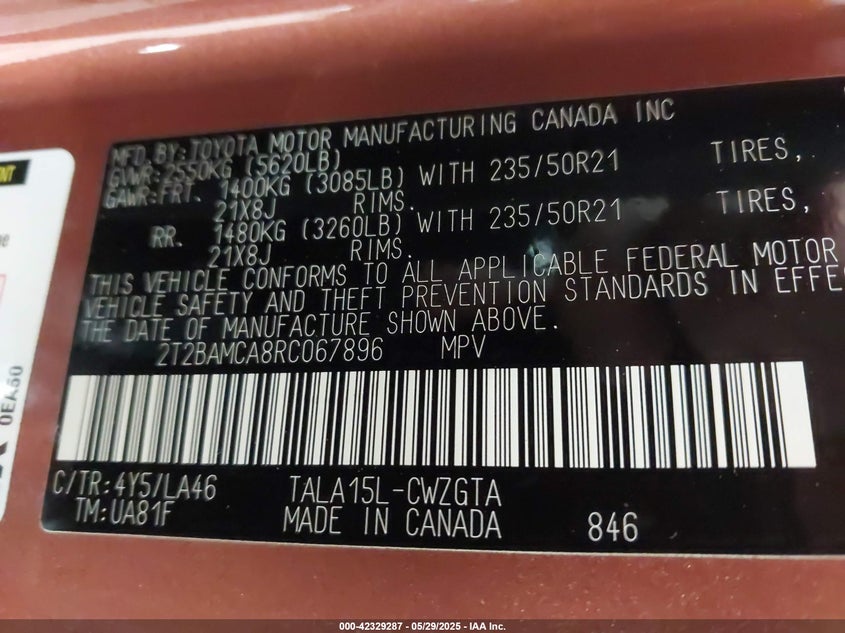 MFD.BY:TOYOTA MOTOR MANUFACTURING CANADA INC
GVWR:2550KG (5620LB)
GAWR:FRT. 1400KG (3085LB) WITH 235/50R21 TIRES,
21X8J RIMS.
RR. 1480KG (3260LB) WITH 235/50R21 TIRES,
21X8J RIMS.
THIS VEHICLE CONFORMS TO ALL APPLICABLE FEDERAL MOTOR
VEHICLE SAFETY AND THEFT PREVENTION STANDARDS IN EFFE
THE DATE OF MANUFACTURE SHOWN ABOVE.
2T2BAMCA8RC067896 MPV
C/TR:4Y5/LA46 TALA15L-CWZGTA
TM:UA81F MADE IN CANADA 846
0EA50
000-42329287 - 05/29/2025 - IAA Inc.